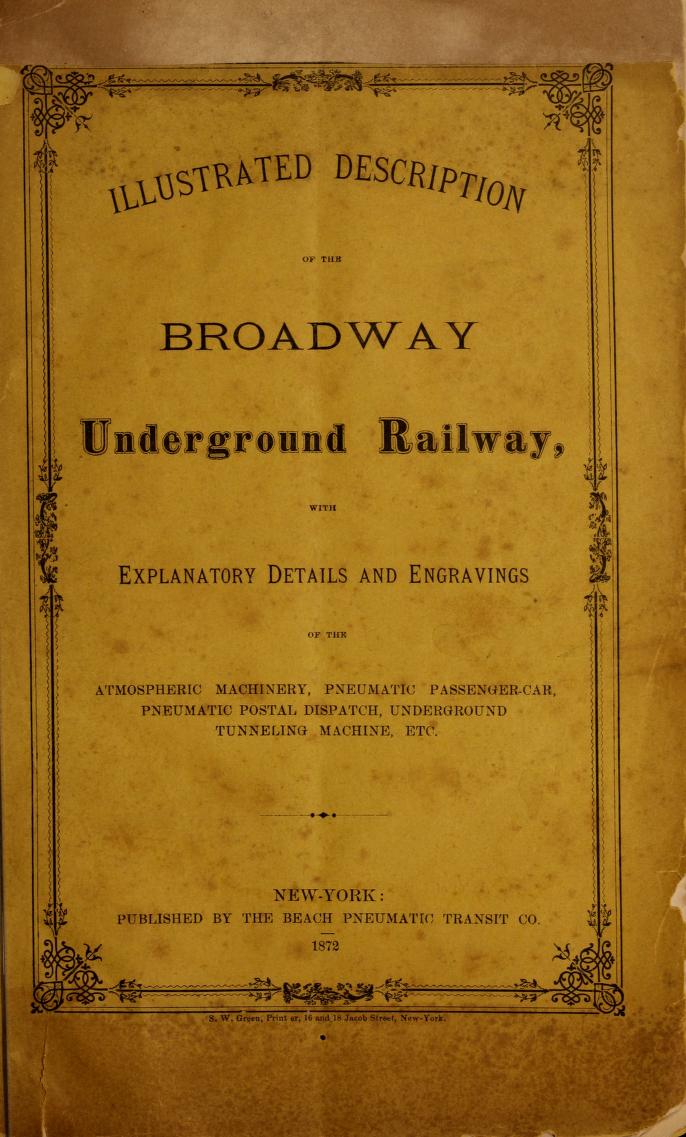 ILLUSTRATED DESCRIPTION
OF THE
BROADWAY
Underground Railway,
WITH
EXPLANATORY DETAILS AND ENGRAVINGS
OF THE
ATMOSPHERIC MACHINERY, PNEUMATIC PASSENGER-CAR,
PNEUMATIC POSTAL DISPATCH, UNDERGROUND
TUNNELING MACHINE, ETC.
NEW-YORK:
PUBLISHED BY THE BEACH PNEUMATIC TRANSIT CO.
1872
S. W. Green, Printer, 16 and 18 Jacob Street, New-York.